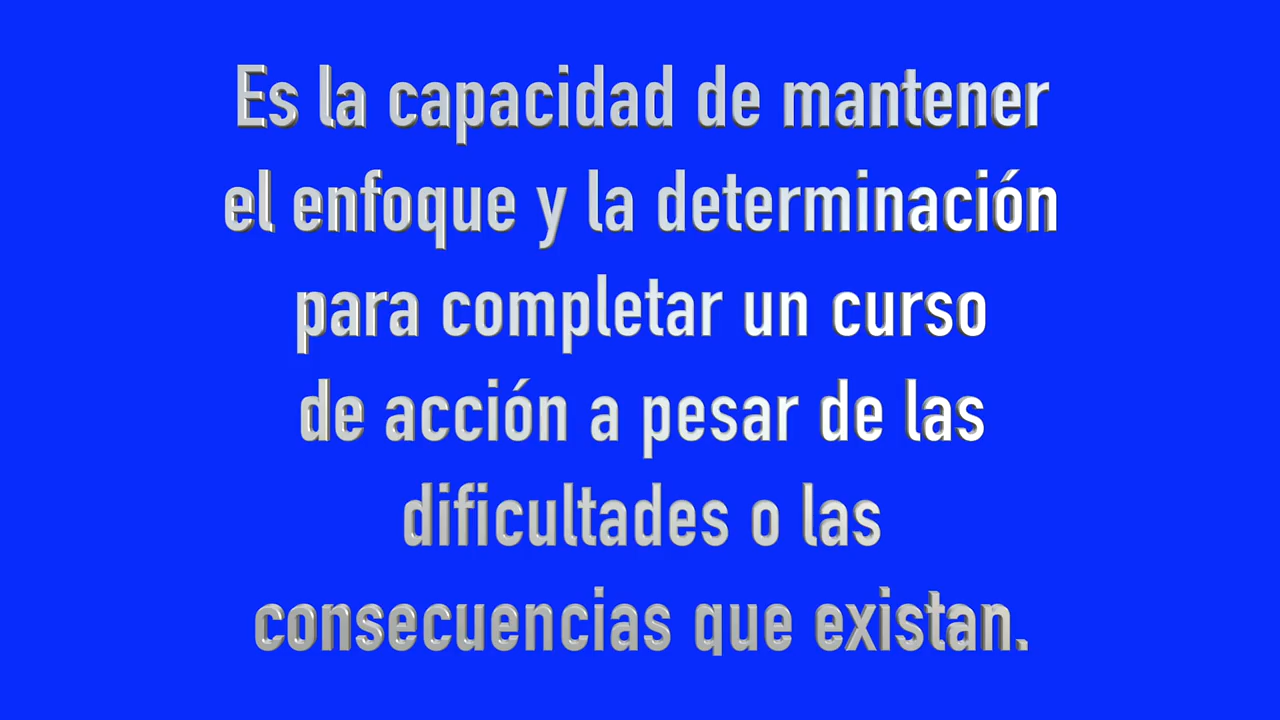 Es la capacidad de mantener
el enfoque y la determinación
para completar un curso
de acción a pesar de las
dificultades o las
consecuencias que existan.